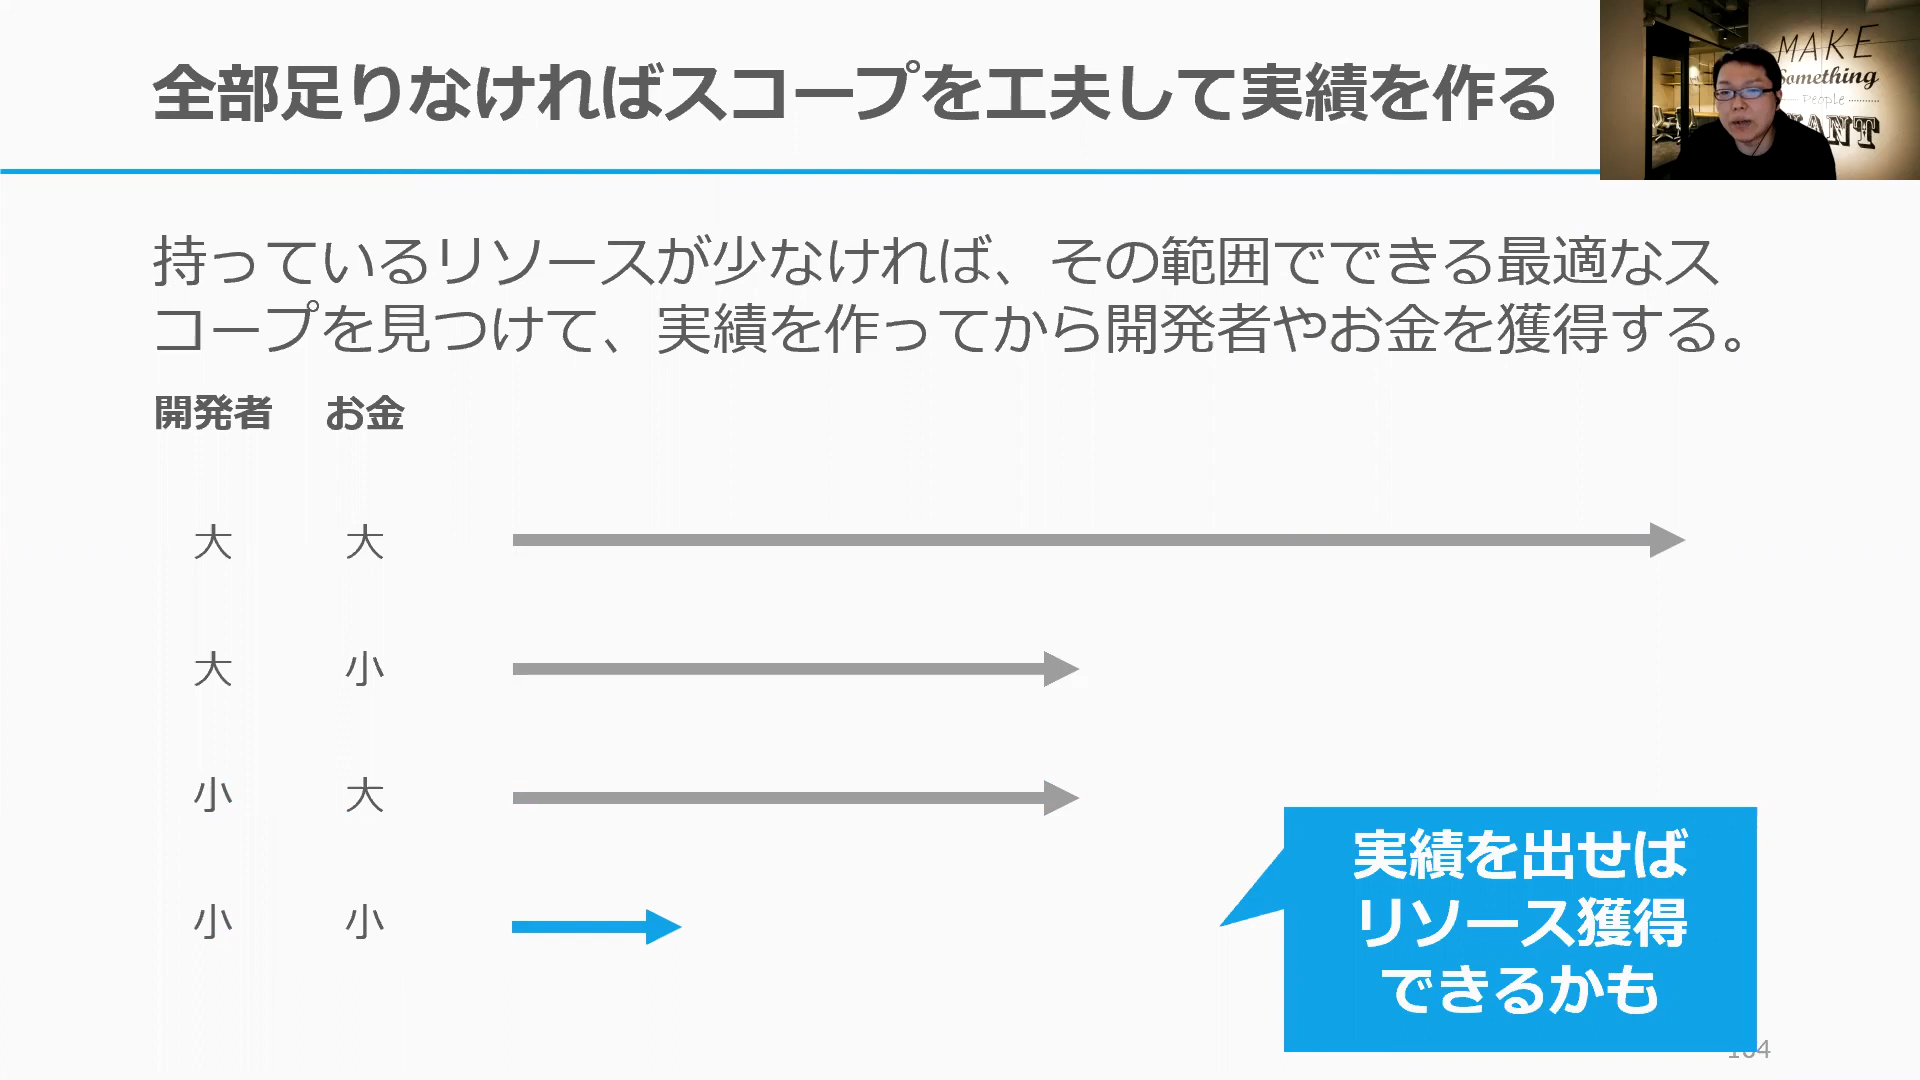 全部足りなければスコープを工夫して実績を作る
MAKE
Something
People
持っているリソースが少なければ、その範囲でできる最適なス
コープを見つけて、実績を作ってから開発者やお金を獲得する。
開発者 お金
大 大
大 小
小 大
小 小
実績を出せば
リソース獲得
できるかも